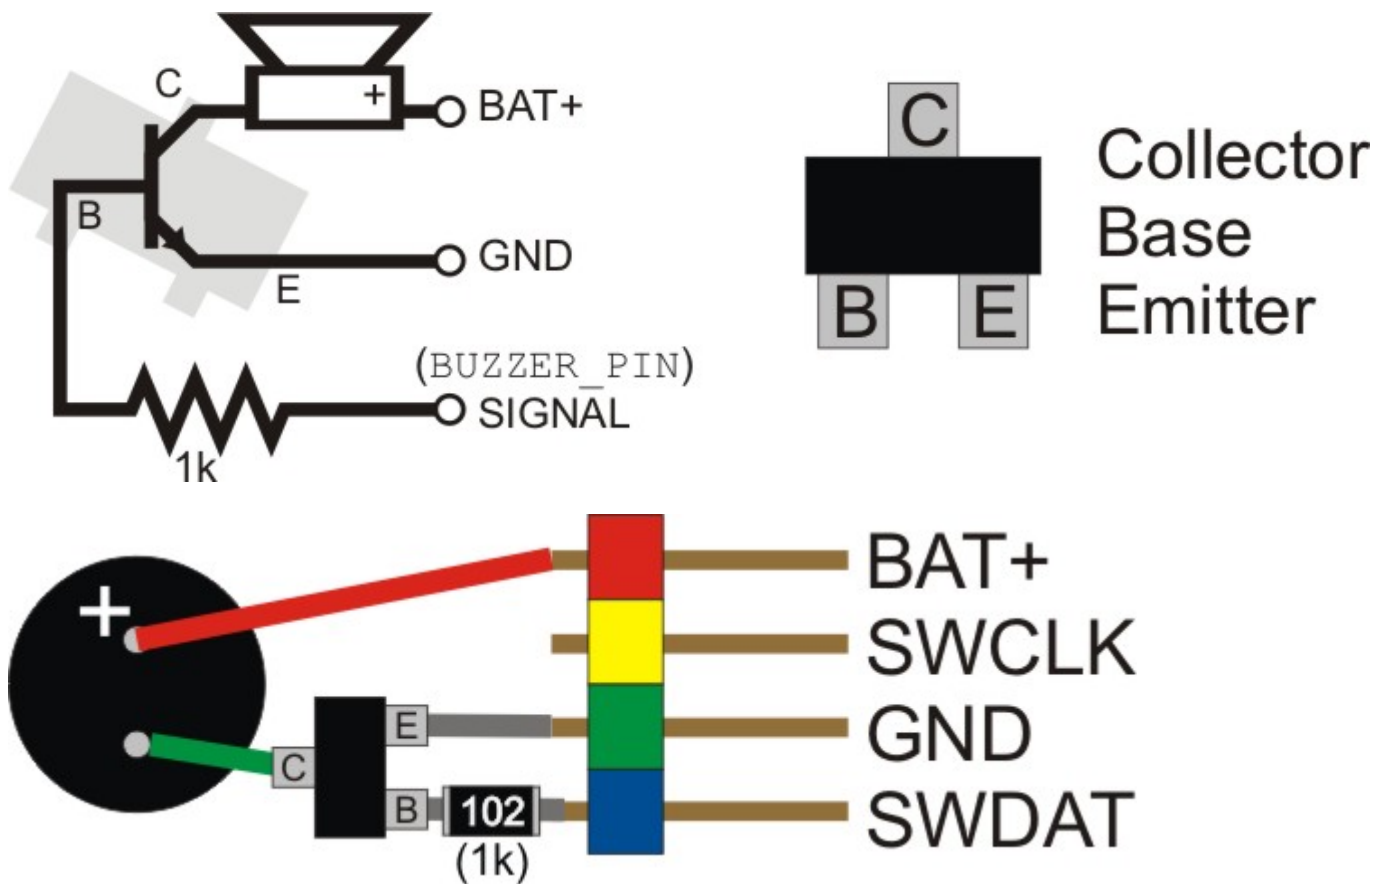 C
+
BAT+
B
GND
E
(BUZZER_PIN)
SIGNAL
1k
C
B
E
Collector
Base
Emitter
+
BAT+
SWCLK
E
GND
C
B
102
SWDAT
(1k)